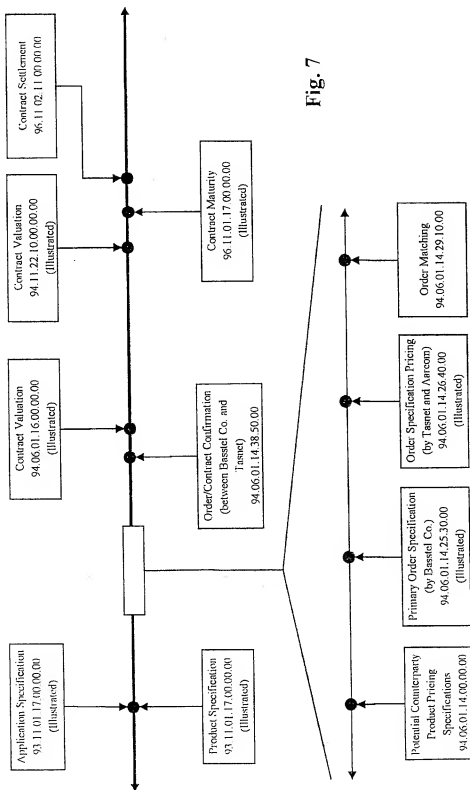 Application Specification
93.11.01.17.00.00.00
(Illustrated)
Contract Valuation
94.06.01.16.00.00.00
(Illustrated)
Contract Valuation
94.11.22.10.00.00.00
(Illustrated)
Contract Settlement
96.11.02.11.00.00.00
Product Specification
93.11.01.17.00.00.00
(Illustrated)
Order/Contract Confirmation
(between Basstel Co. and
Tasnet)
94.06.01.14.38.50.00
Contract Maturity
96.11.01.17.00.00.00
(Illustrated)
Fig. 7
Potential Counterparty
Product Pricing
Specifications
94.06.01.14.00.00.00
Primary Order Specification
(by Basstel Co.)
94.06.01.14.25.30.00
(Illustrated)
Order Specification Pricing
(by Tasnet and Aarcom)
94.06.01.14.26.40.00
(Illustrated)
Order Matching
94.06.01.14.29.10.00
(Illustrated)